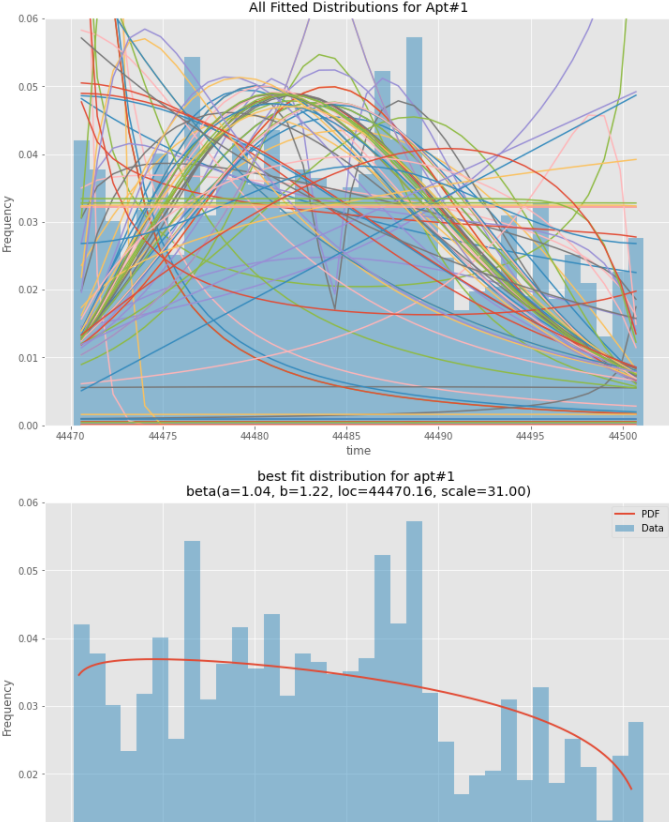 All Fitted Distributions for Apt#1
0.06
0.05
0.04
0.03
0.02
0.01
0.00
Frequency
44470 44475 44480 44485 44490 44495 44500
time
best fit distribution for apt#1
beta(a=1.04, b=1.22, loc=44470.16, scale=31.00)
0.06
0.05
0.04
0.03
0.02
Frequency
PDF
Data